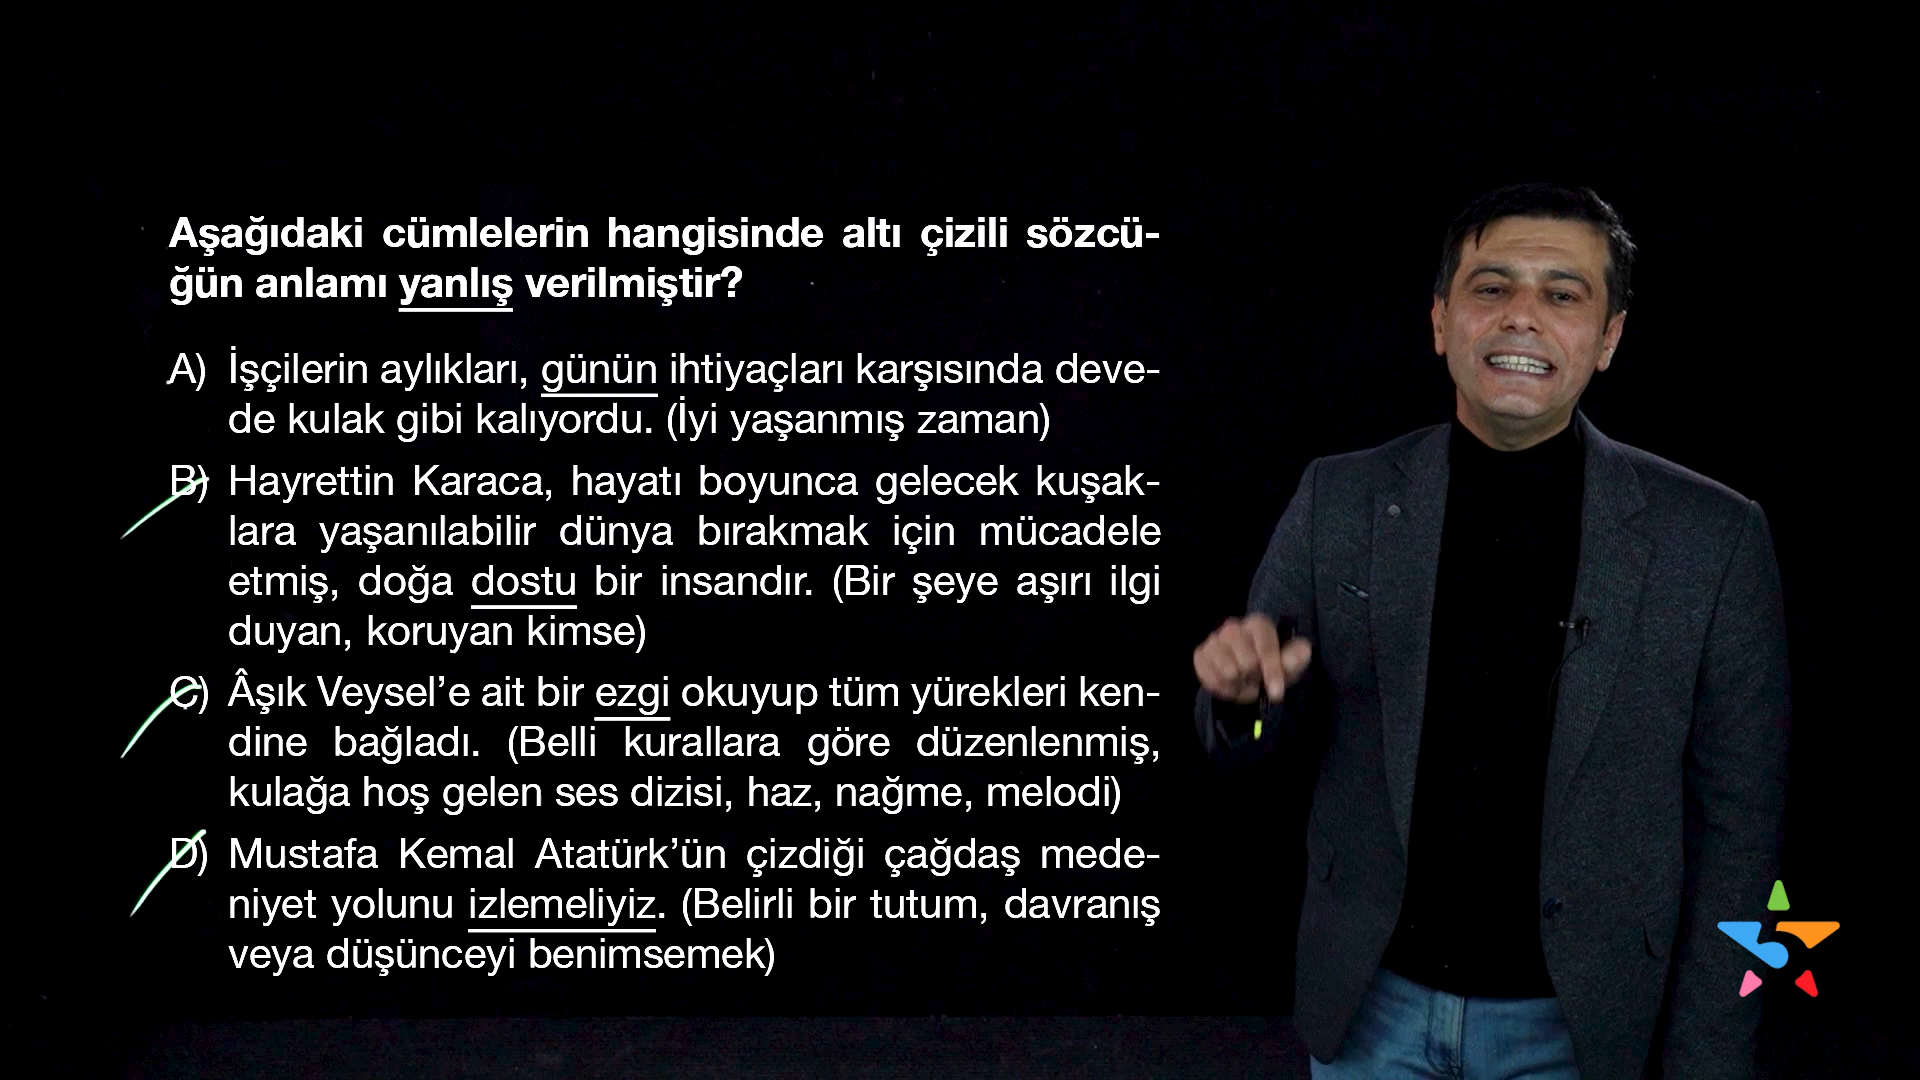 Aşağıdaki cümlelerin hangisinde altı çizili sözcü-
ğün anlamı yanlış verilmiştir?
A) İşçilerin aylıkları, günün ihtiyaçları karşısında deve-
de kulak gibi kalıyordu. (İyi yaşanmış zaman)
B) Hayrettin Karaca, hayatı boyunca gelecek kuşak-
lara yaşanılabilir dünya bırakmak için mücadele
etmiş, doğa dostu bir insandır. (Bir şeye aşırı ilgi
duyan, koruyan kimse)
C) Âşık Veysel’e ait bir ezgi okuyup tüm yürekleri ken-
dine bağladı. (Belli kurallara göre düzenlenmiş,
kulağa hoş gelen ses dizisi, haz, nağme, melodi)
D) Mustafa Kemal Atatürk’ün çizdiği çağdaş mede-
niyet yolunu izlemeliyiz. (Belirli bir tutum, davranış
veya düşünceyi benimsemek)
5